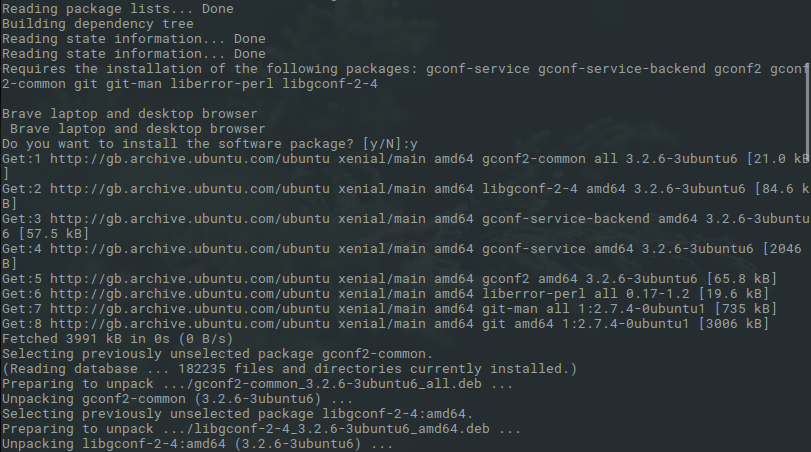 Reading package lists... Done
Building dependency tree
Reading state information... Done
Reading state information... Done
Requires the installation of the following packages: gconf-service gconf-service-backend gconf2 gconf
2-common git git-man liberror-perl libgconf-2-4

Brave laptop and desktop browser
 Brave laptop and desktop browser
Do you want to install the software package? [y/N]:y
Get:1 http://gb.archive.ubuntu.com/ubuntu xenial/main amd64 gconf2-common all 3.2.6-3ubuntu6 [21.0 kB
]
Get:2 http://gb.archive.ubuntu.com/ubuntu xenial/main amd64 libgconf-2-4 amd64 3.2.6-3ubuntu6 [84.6 k
B]
Get:3 http://gb.archive.ubuntu.com/ubuntu xenial/main amd64 gconf-service-backend amd64 3.2.6-3ubuntu
6 [57.5 kB]
Get:4 http://gb.archive.ubuntu.com/ubuntu xenial/main amd64 gconf-service amd64 3.2.6-3ubuntu6 [2046 
B]
Get:5 http://gb.archive.ubuntu.com/ubuntu xenial/main amd64 gconf2 amd64 3.2.6-3ubuntu6 [65.8 kB]
Get:6 http://gb.archive.ubuntu.com/ubuntu xenial/main amd64 liberror-perl all 0.17-1.2 [19.6 kB]
Get:7 http://gb.archive.ubuntu.com/ubuntu xenial/main amd64 git-man all 1:2.7.4-0ubuntu1 [735 kB]
Get:8 http://gb.archive.ubuntu.com/ubuntu xenial/main amd64 git amd64 1:2.7.4-0ubuntu1 [3006 kB]
Fetched 3991 kB in 0s (0 B/s)
Selecting previously unselected package gconf2-common.
(Reading database ... 182235 files and directories currently installed.)
Preparing to unpack .../gconf2-common_3.2.6-3ubuntu6_all.deb ...
Unpacking gconf2-common (3.2.6-3ubuntu6) ...
Selecting previously unselected package libgconf-2-4:amd64.
Preparing to unpack .../libgconf-2-4_3.2.6-3ubuntu6_amd64.deb ...
Unpacking libgconf-2-4:amd64 (3.2.6-3ubuntu6) ...